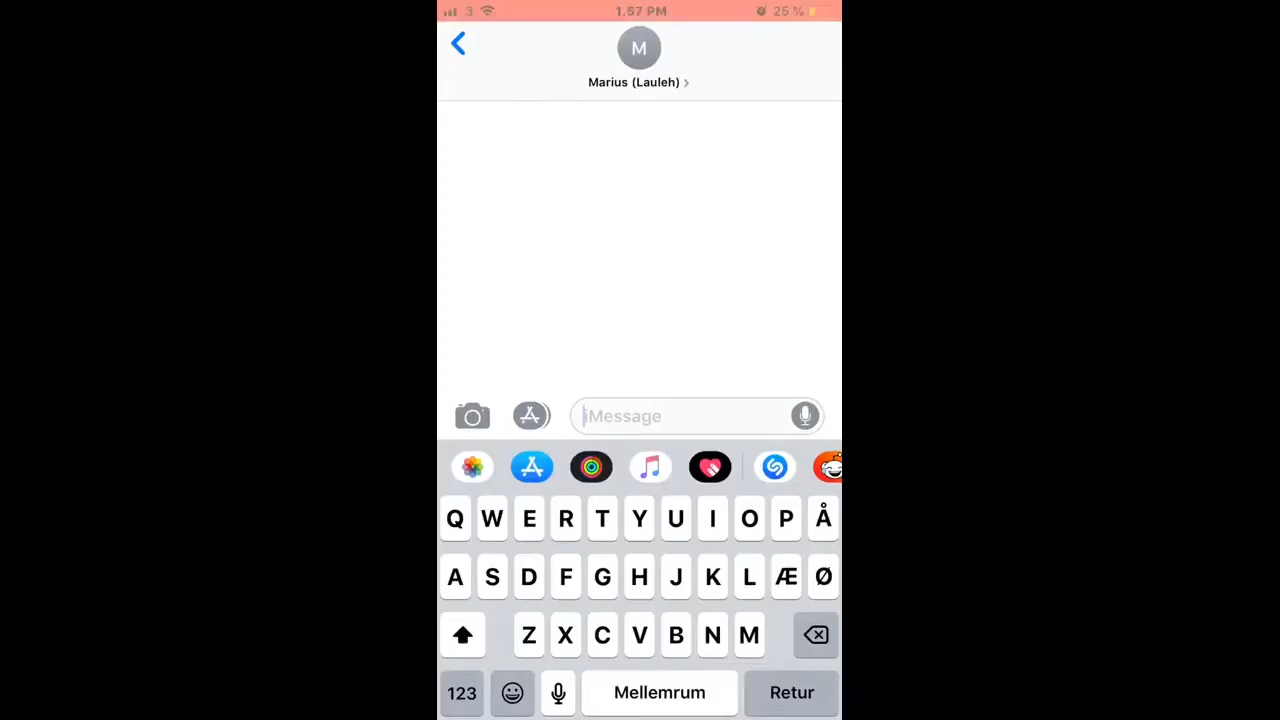 3 1.57 PM 25 %
M
Marius (Lauleh)
iMessage
Q W E R T Y U I O P Å
A S D F G H J K L Æ Ø
Z X C V B N M
123 Mellemrum Retur